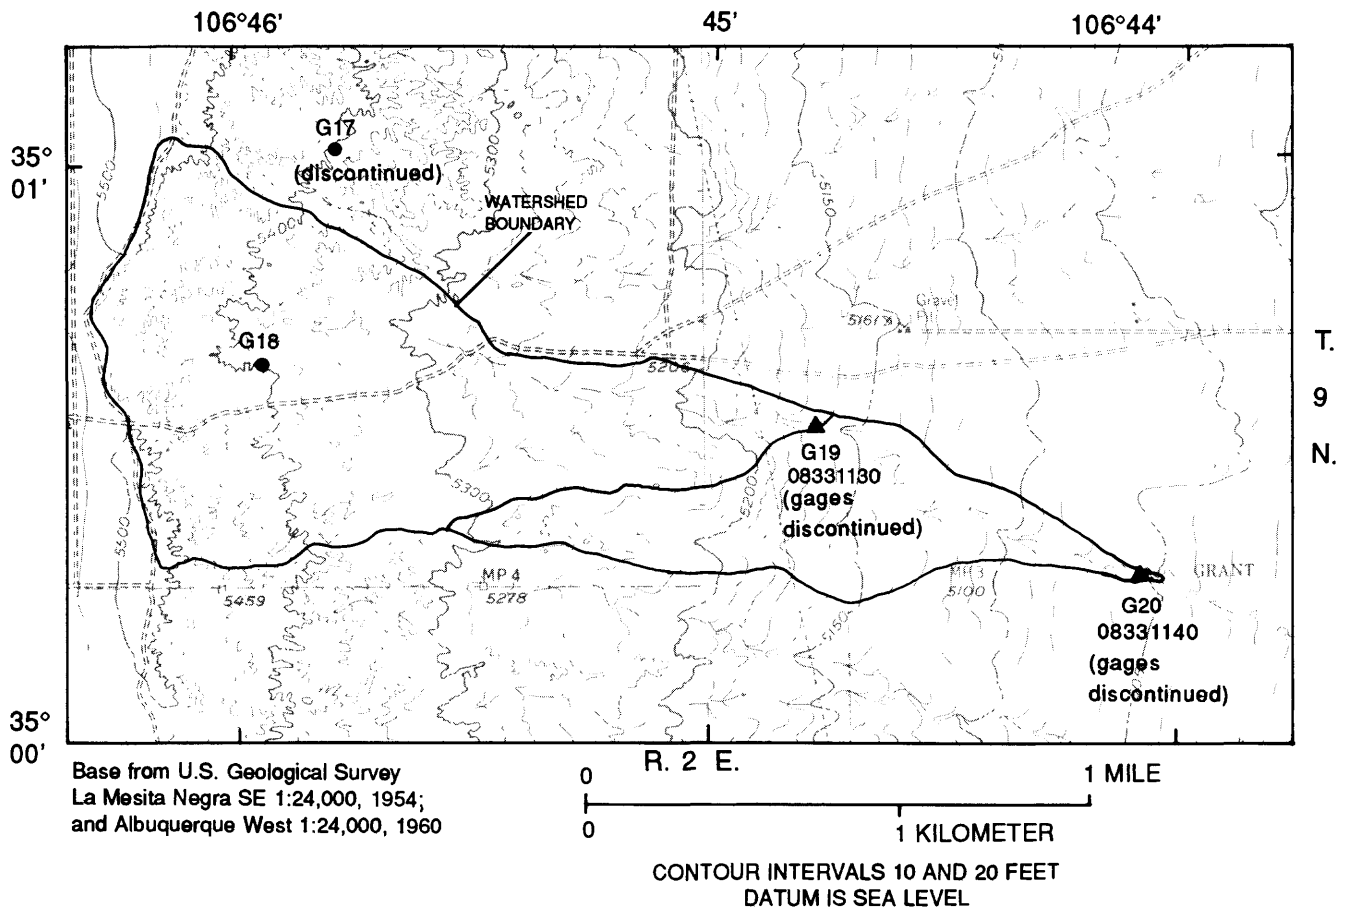 106°46' 45' 106°44'
5500
G17
(discontinued)
5300
35°
01'
WATERSHED
BOUNDARY
5150
5400
Gravel
Pit
5161
G18
T.
9
N.
5200
G19
08331130
(gages
discontinued)
5300
5200
5500
MP 4
5278
5459
MP 3
5100
GRANT
5150
G20
08331140
(gages
discontinued)
35°
00'
R. 2 E.
Base from U.S. Geological Survey
La Mesita Negra SE 1:24,000, 1954;
and Albuquerque West 1:24,000, 1960
0 1 MILE
0 1 KILOMETER
CONTOUR INTERVALS 10 AND 20 FEET
DATUM IS SEA LEVEL